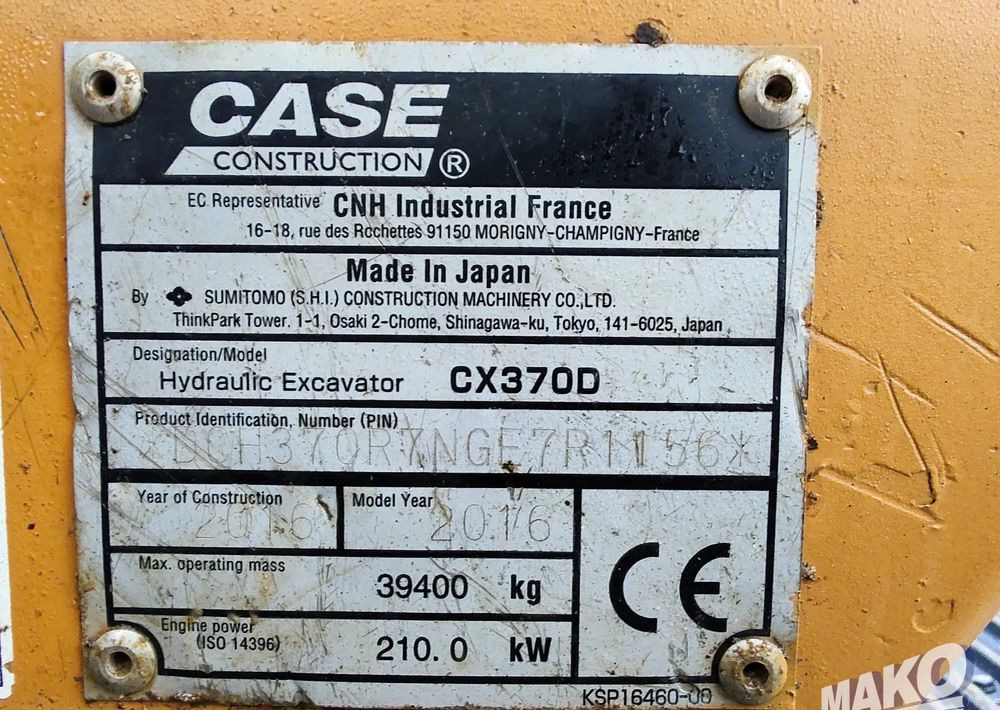 CASE
CONSTRUCTION ®
EC Representative CNH Industrial France
16-18, rue des Rochettes 91150 MORIGNY-CHAMPIGNY-France
Made In Japan
By SUMITOMO (S.H.I.) CONSTRUCTION MACHINERY CO.,LTD.
ThinkPark Tower. 1-1, Osaki 2-Chome, Shinagawa-ku, Tokyo, 141-6025, Japan
Designation/Model
Hydraulic Excavator CX370D
Product Identification, Number (PIN)
Year of Construction Model Year
2016 2016
Max. operating mass
39400 kg
CE
Engine power
(ISO 14396)
210.0 kW
KSP16460-00
MAKO